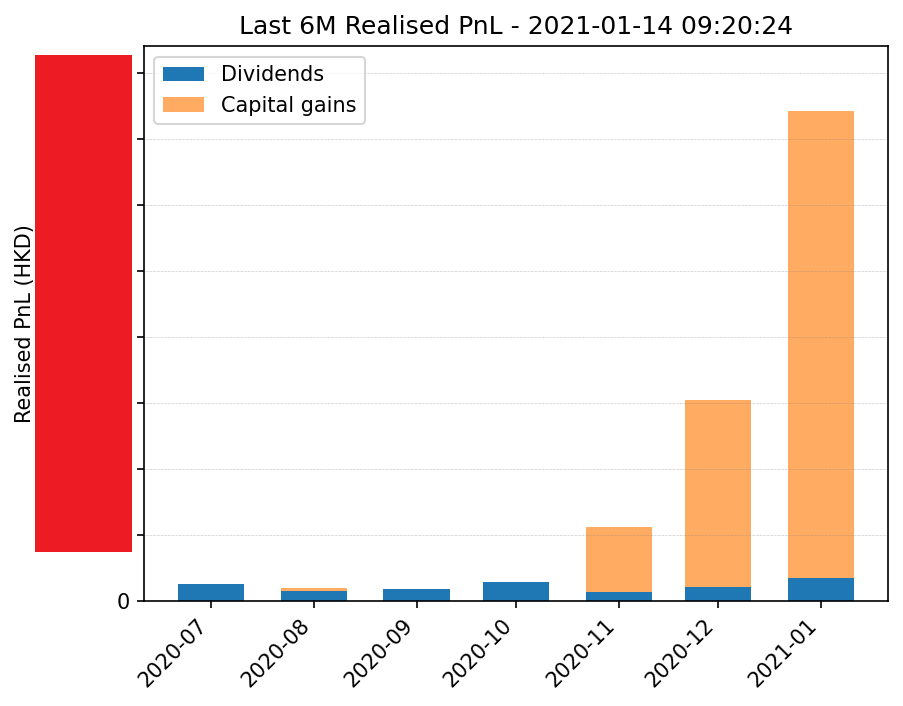 Last 6M Realised PnL - 2021-01-14 09:20:24
Dividends
Capital gains
Realised PnL (HKD)
0
2020-07
2020-08
2020-09
2020-10
2020-11
2020-12
2021-01